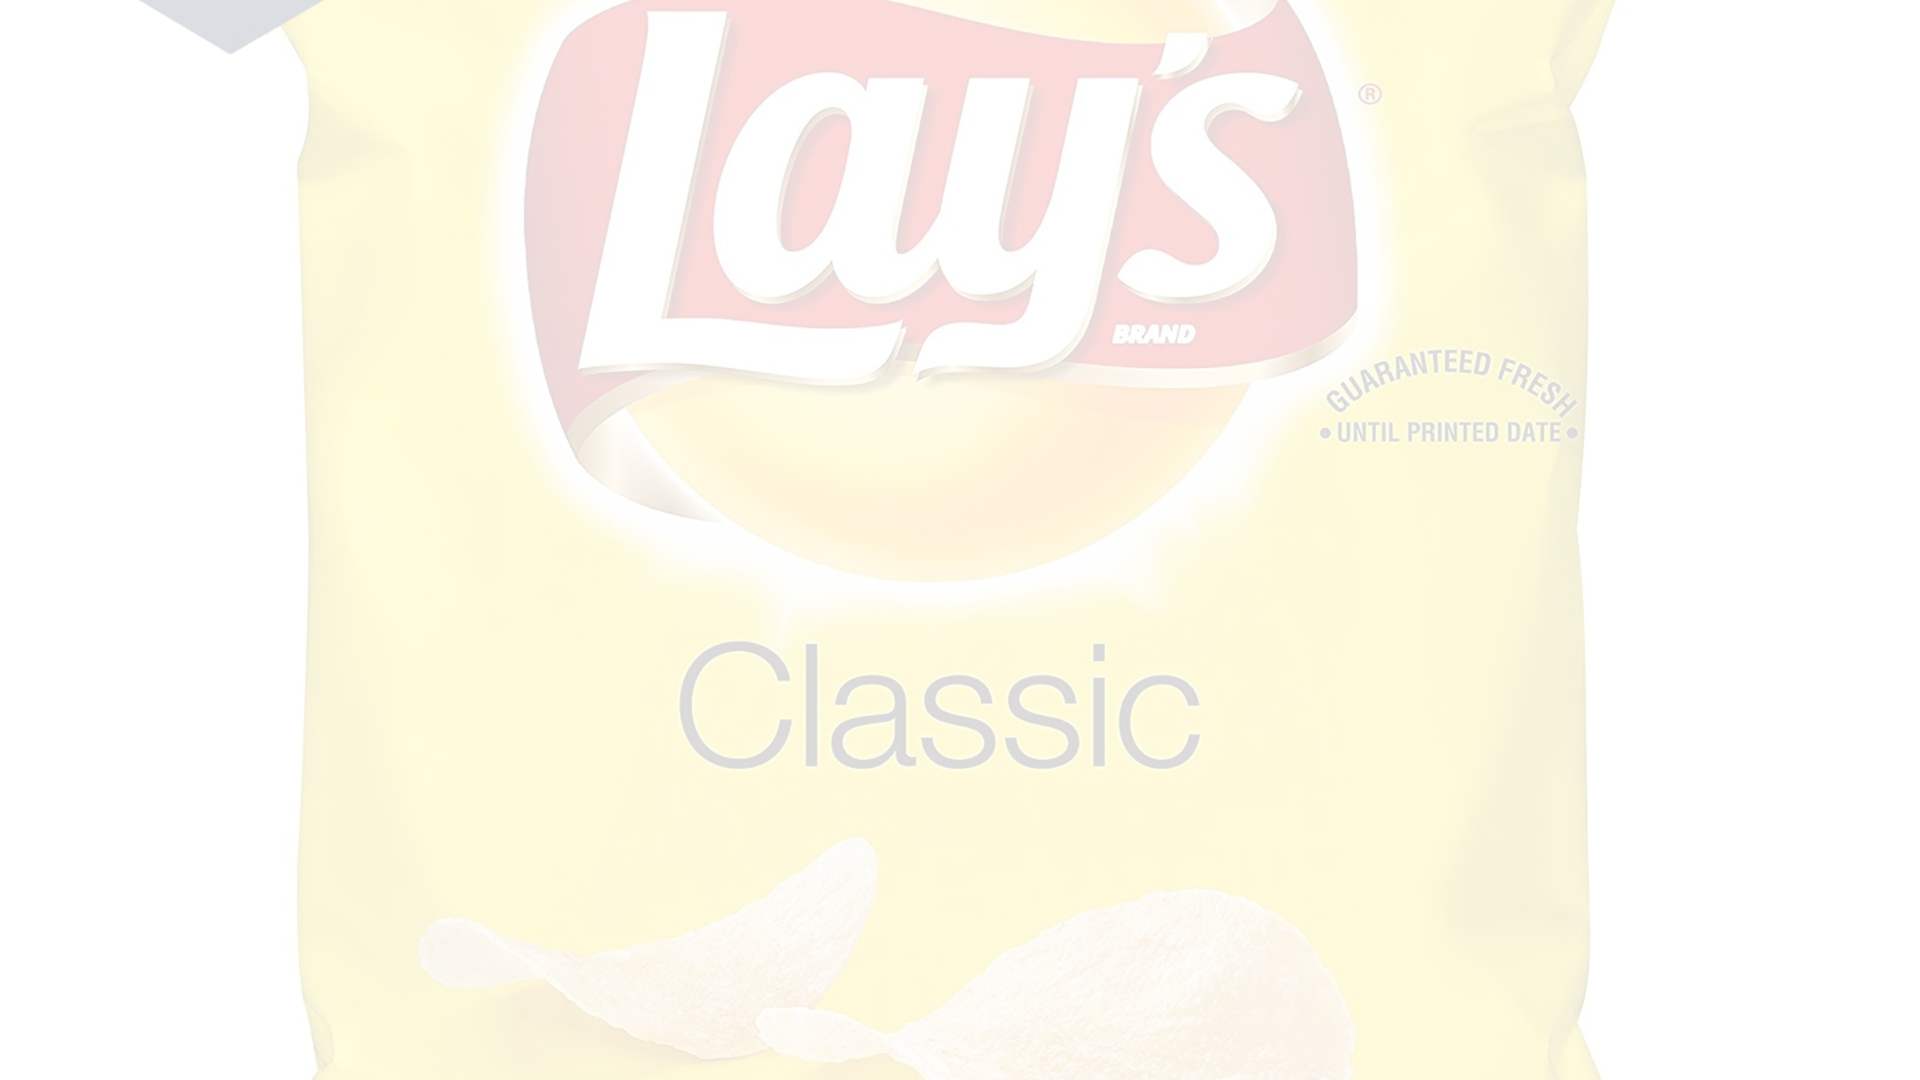 Lay's
®
BRAND
GUARANTEED FRESH
• UNTIL PRINTED DATE •
Classic